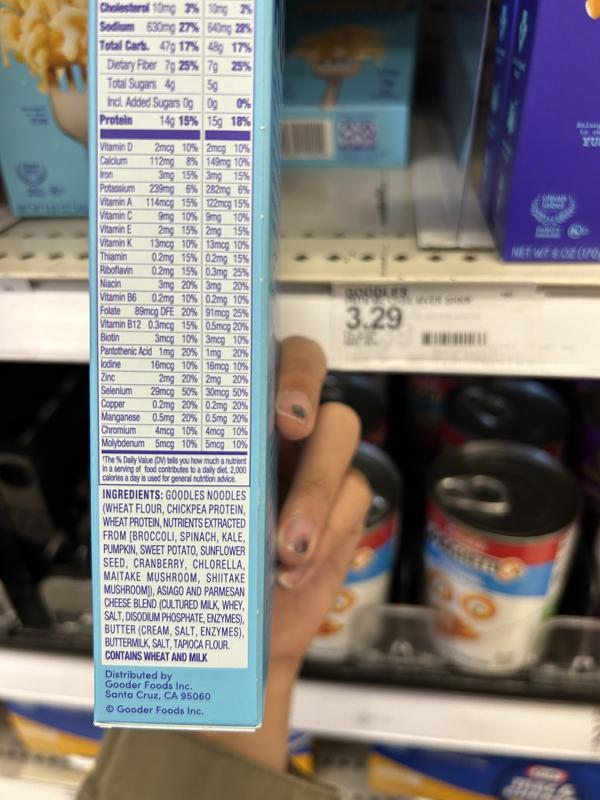 Cholesterol 10mg 3% 10mg 3%
Sodium 630mg 27% 640mg 28%
Total Carb. 47g 17% 48g 17%
Dietary Fiber 7g 25% 7g 25%
Total Sugars 4g 5g
Incl. Added Sugars 0g 0g 0%
Protein 14g 15% 15g 18%
Vitamin D 2mcg 10% 2mcg 10%
Calcium 112mg 8% 149mg 10%
Iron 3mg 15% 3mg 15%
Potassium 239mg 6% 282mg 6%
Vitamin A 114mcg 15% 122mcg 15%
Vitamin C 9mg 10% 9mg 10%
Vitamin E 2mg 15% 2mg 15%
Vitamin K 13mcg 10% 13mcg 10%
Thiamin 0.2mg 15% 0.2mg 15%
Riboflavin 0.2mg 15% 0.3mg 25%
Niacin 3mg 20% 3mg 20%
Vitamin B6 0.2mg 10% 0.2mg 10%
Folate 89mcg DFE 20% 91mcg 25%
Vitamin B12 0.3mcg 15% 0.5mcg 20%
Biotin 3mcg 10% 3mcg 10%
Pantothenic Acid 1mg 20% 1mg 20%
Iodine 16mcg 10% 16mcg 10%
Zinc 2mg 20% 2mg 20%
Selenium 29mcg 50% 30mcg 50%
Copper 0.2mg 20% 0.2mg 20%
Manganese 0.5mg 20% 0.5mg 20%
Chromium 4mcg 10% 4mcg 10%
Molybdenum 5mcg 10% 5mcg 10%
*The % Daily Value (DV) tells you how much a nutrient
in a serving of food contributes to a daily diet. 2,000
calories a day is used for general nutrition advice.
INGREDIENTS: GOODLES NOODLES
(WHEAT FLOUR, CHICKPEA PROTEIN,
WHEAT PROTEIN, NUTRIENTS EXTRACTED
FROM [BROCCOLI, SPINACH, KALE,
PUMPKIN, SWEET POTATO, SUNFLOWER
SEED, CRANBERRY, CHLORELLA,
MAITAKE MUSHROOM, SHIITAKE
MUSHROOM]), ASIAGO AND PARMESAN
CHEESE BLEND (CULTURED MILK, WHEY,
SALT, DISODIUM PHOSPHATE, ENZYMES),
BUTTER (CREAM, SALT, ENZYMES),
BUTTERMILK, SALT, TAPIOCA FLOUR.
CONTAINS WHEAT AND MILK
Distributed by
Gooder Foods Inc.
Santa Cruz, CA 95060
© Gooder Foods Inc.
GOODLES
3.29
clean
label
NET WT 6 OZ (170